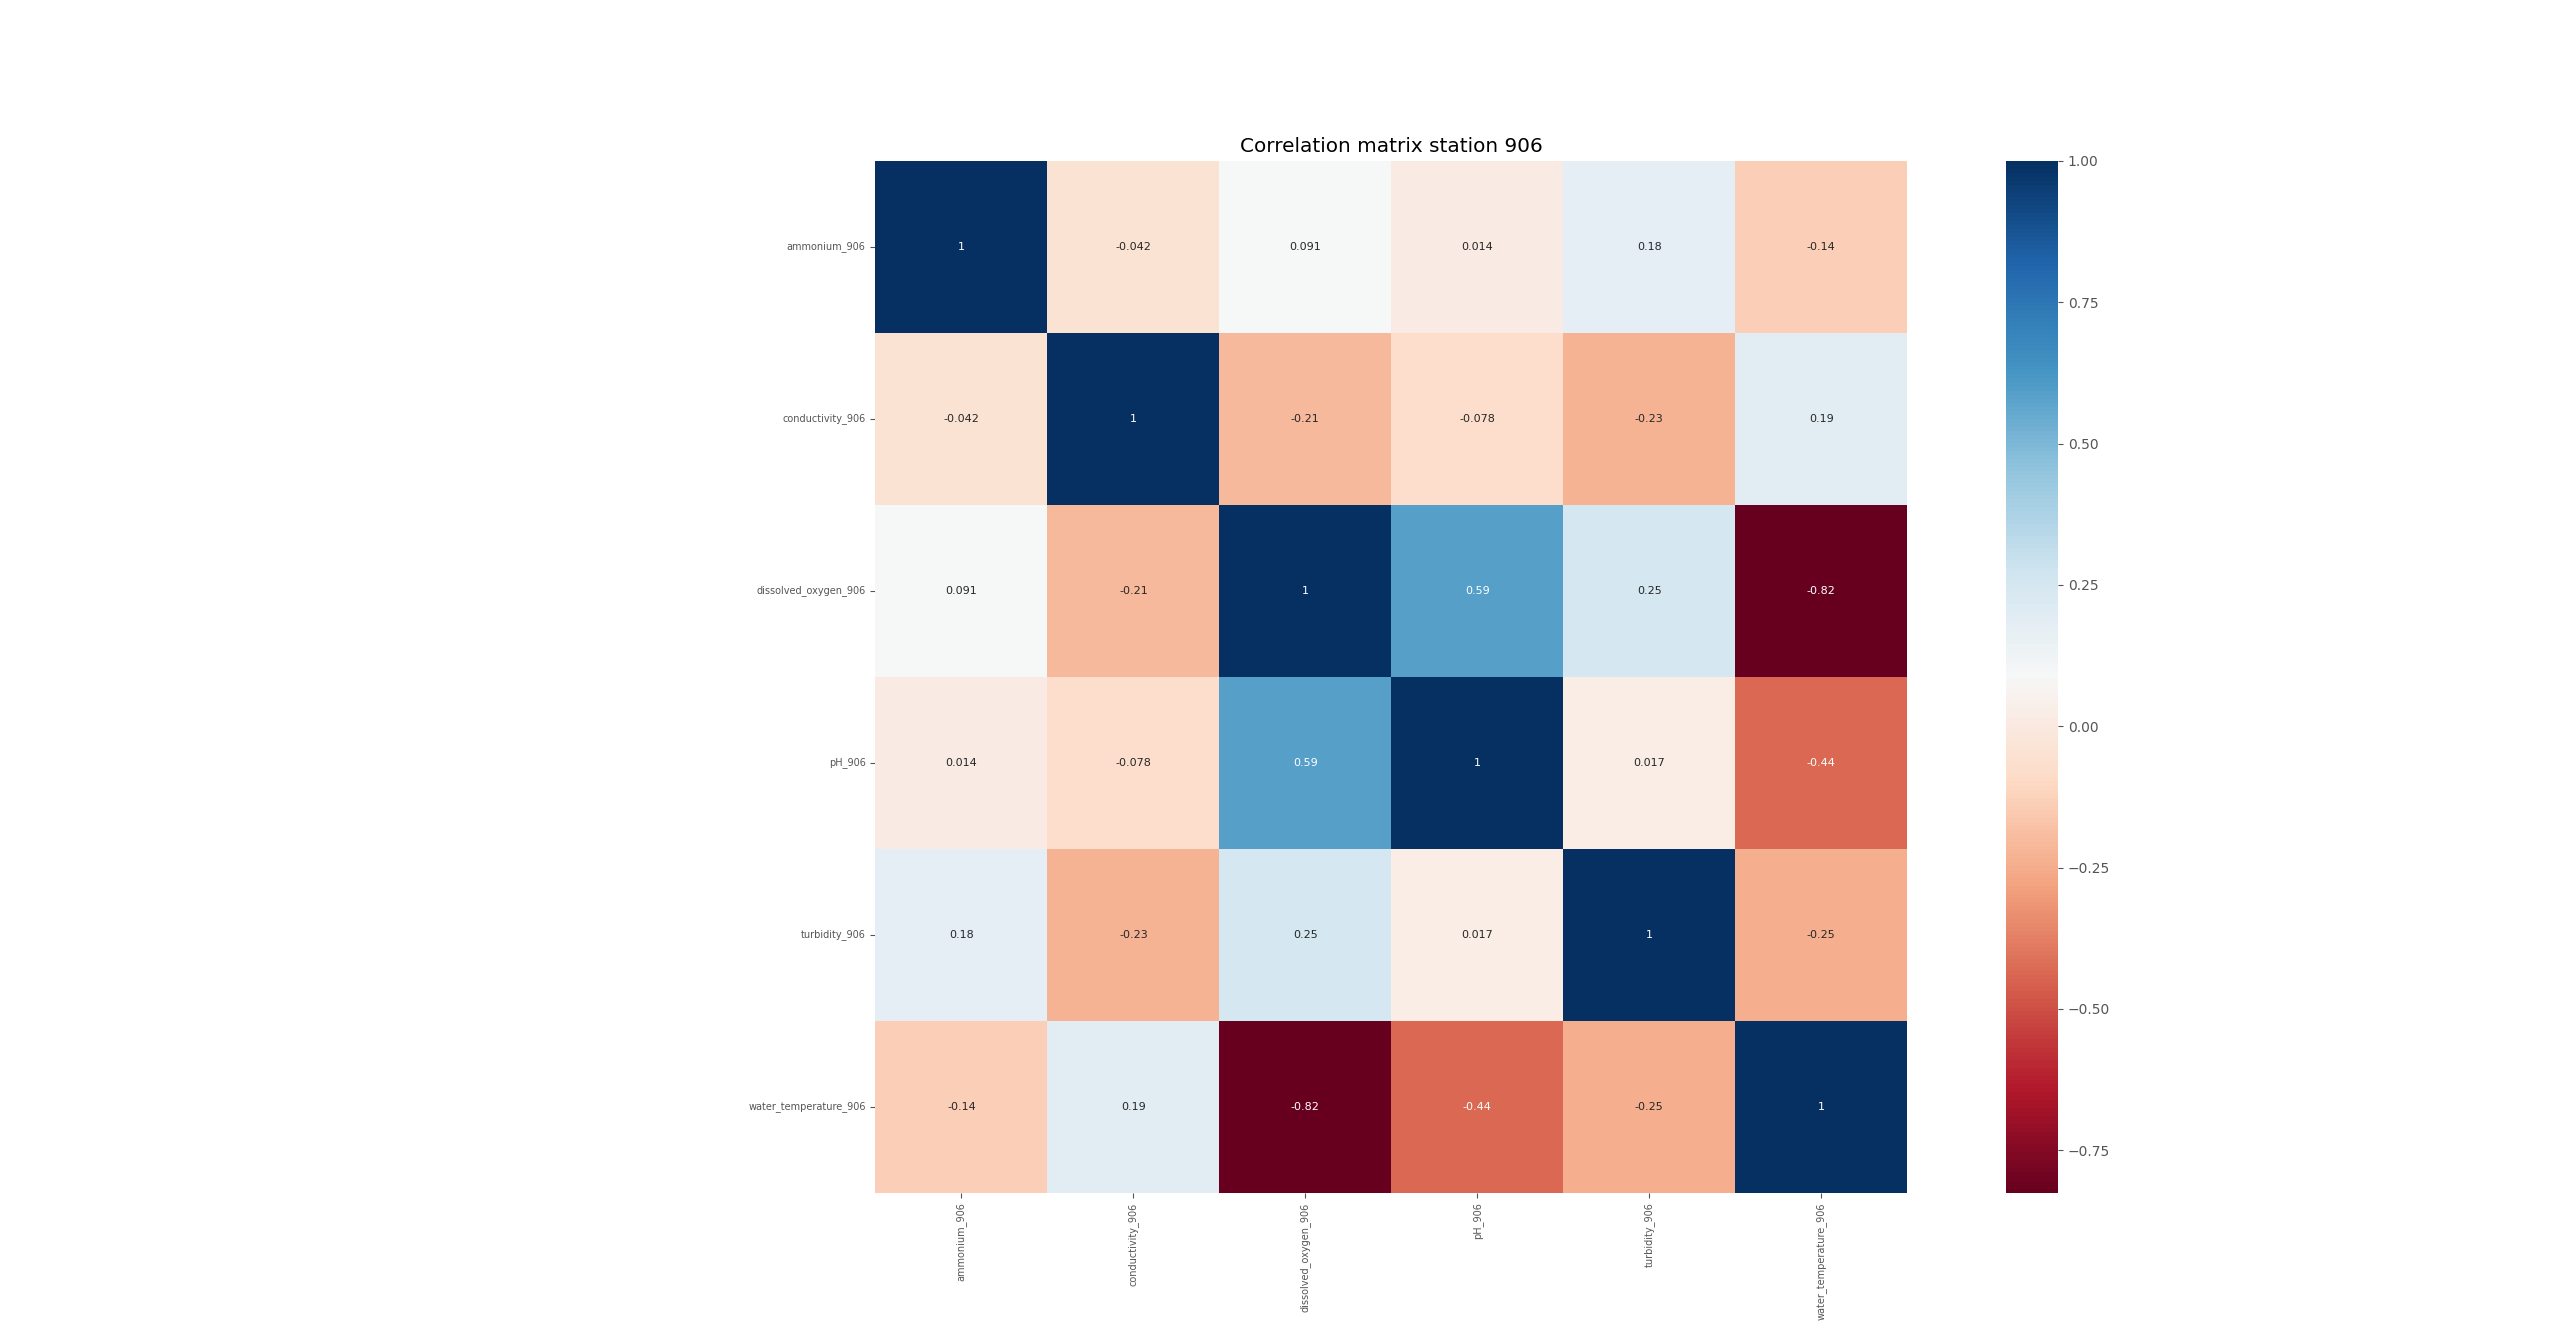 Correlation matrix station 906
ammonium_906 1 -0.042 0.091 0.014 0.18 -0.14
conductivity_906 -0.042 1 -0.21 -0.078 -0.23 0.19
dissolved_oxygen_906 0.091 -0.21 1 0.59 0.25 -0.82
pH_906 0.014 -0.078 0.59 1 0.017 -0.44
turbidity_906 0.18 -0.23 0.25 0.017 1 -0.25
water_temperature_906 -0.14 0.19 -0.82 -0.44 -0.25 1
ammonium_906
conductivity_906
dissolved_oxygen_906
pH_906
turbidity_906
water_temperature_906
1.00
0.75
0.50
0.25
0.00
−0.25
−0.50
−0.75